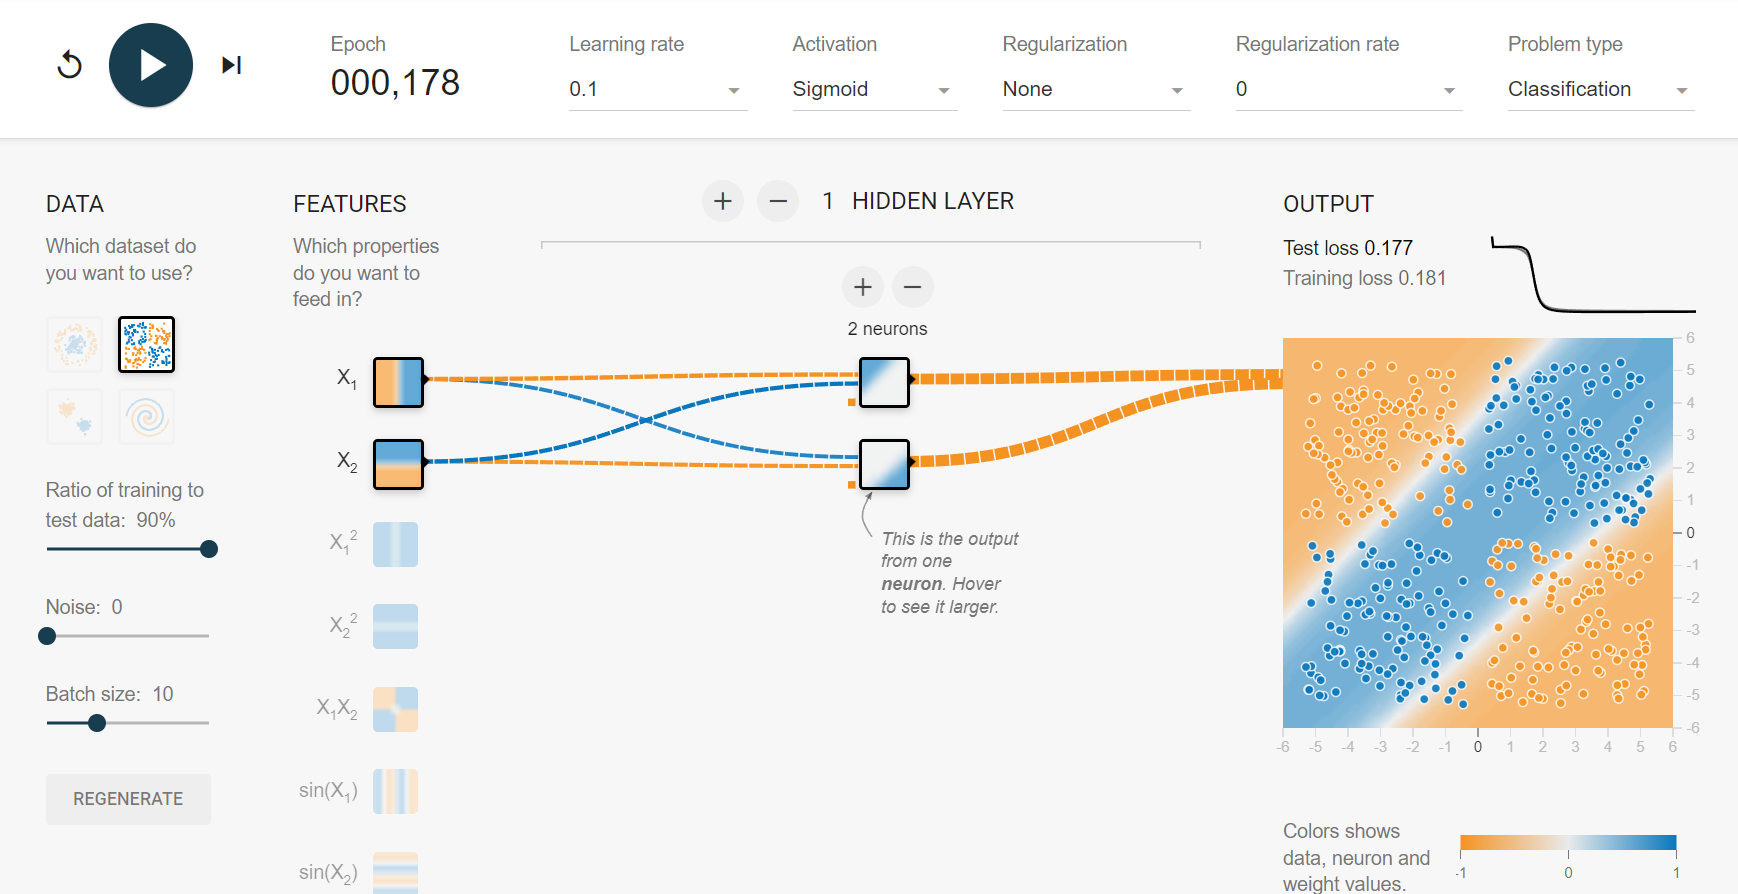 Epoch
000,178
Learning rate
0.1
Activation
Sigmoid
Regularization
None
Regularization rate
0
Problem type
Classification
DATA
Which dataset do
you want to use?
Ratio of training to
test data: 90%
Noise: 0
Batch size: 10
REGENERATE
FEATURES
Which properties
do you want to
feed in?
X1
X2
X1²
X2²
X1X2
sin(X1)
sin(X2)
1 HIDDEN LAYER
2 neurons
This is the output
from one
neuron. Hover
to see it larger.
OUTPUT
Test loss 0.177
Training loss 0.181
6
5
4
3
2
1
0
-1
-2
-3
-4
-5
-6
-6 -5 -4 -3 -2 -1 0 1 2 3 4 5 6
Colors shows
data, neuron and
weight values.
-1 0 1